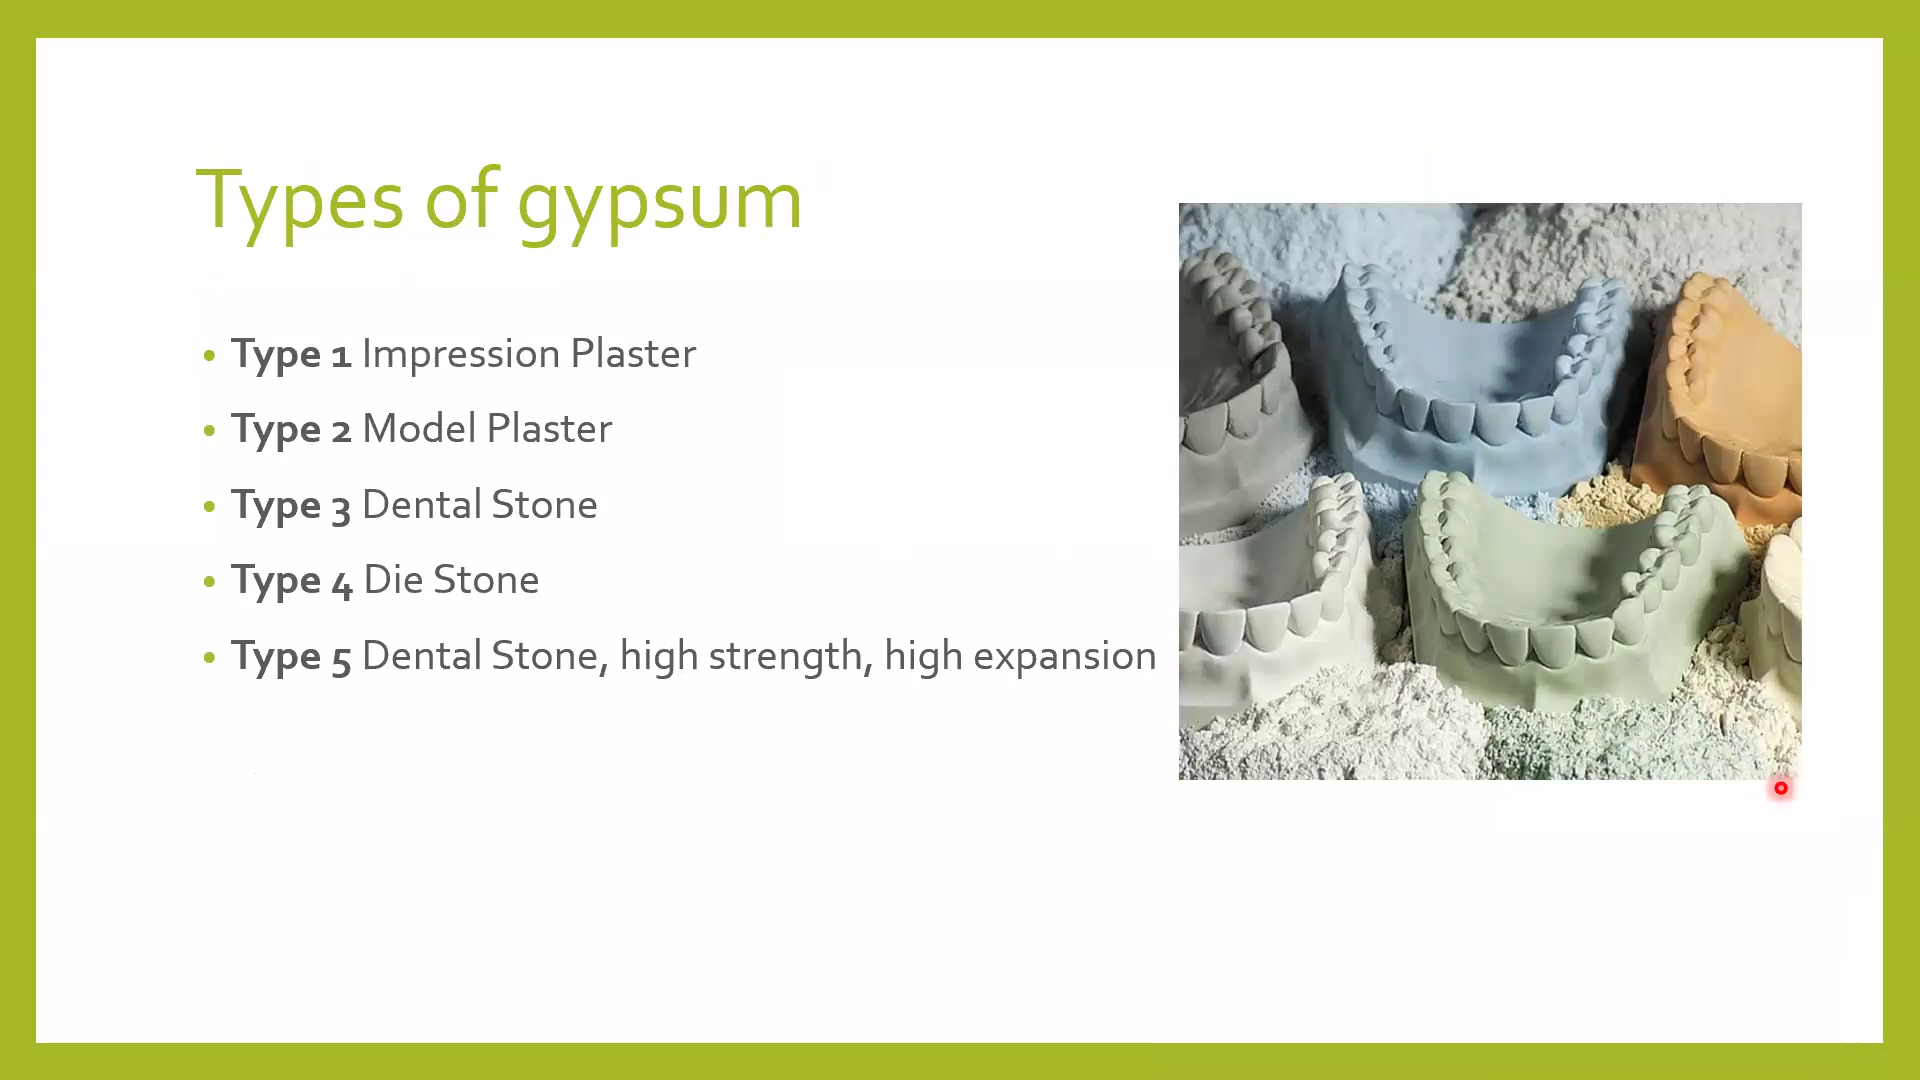 Types of gypsum
• Type 1 Impression Plaster
• Type 2 Model Plaster
• Type 3 Dental Stone
• Type 4 Die Stone
• Type 5 Dental Stone, high strength, high expansion